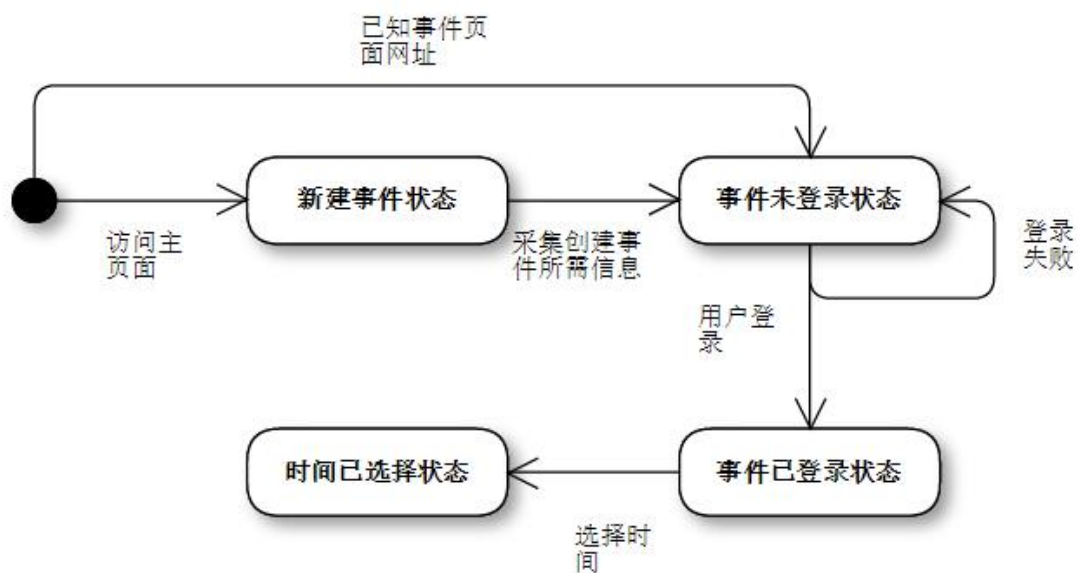 已知事件页
面网址
新建事件状态
事件未登录状态
访问主
页面
采集创建事
件所需信息
登录
失败
用户登
录
时间已选择状态
事件已登录状态
选择时
间